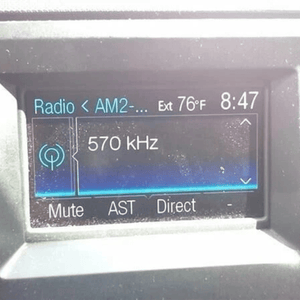 Radio < AM2-... Ext 76°F 8:47
570 kHz
Mute AST Direct -